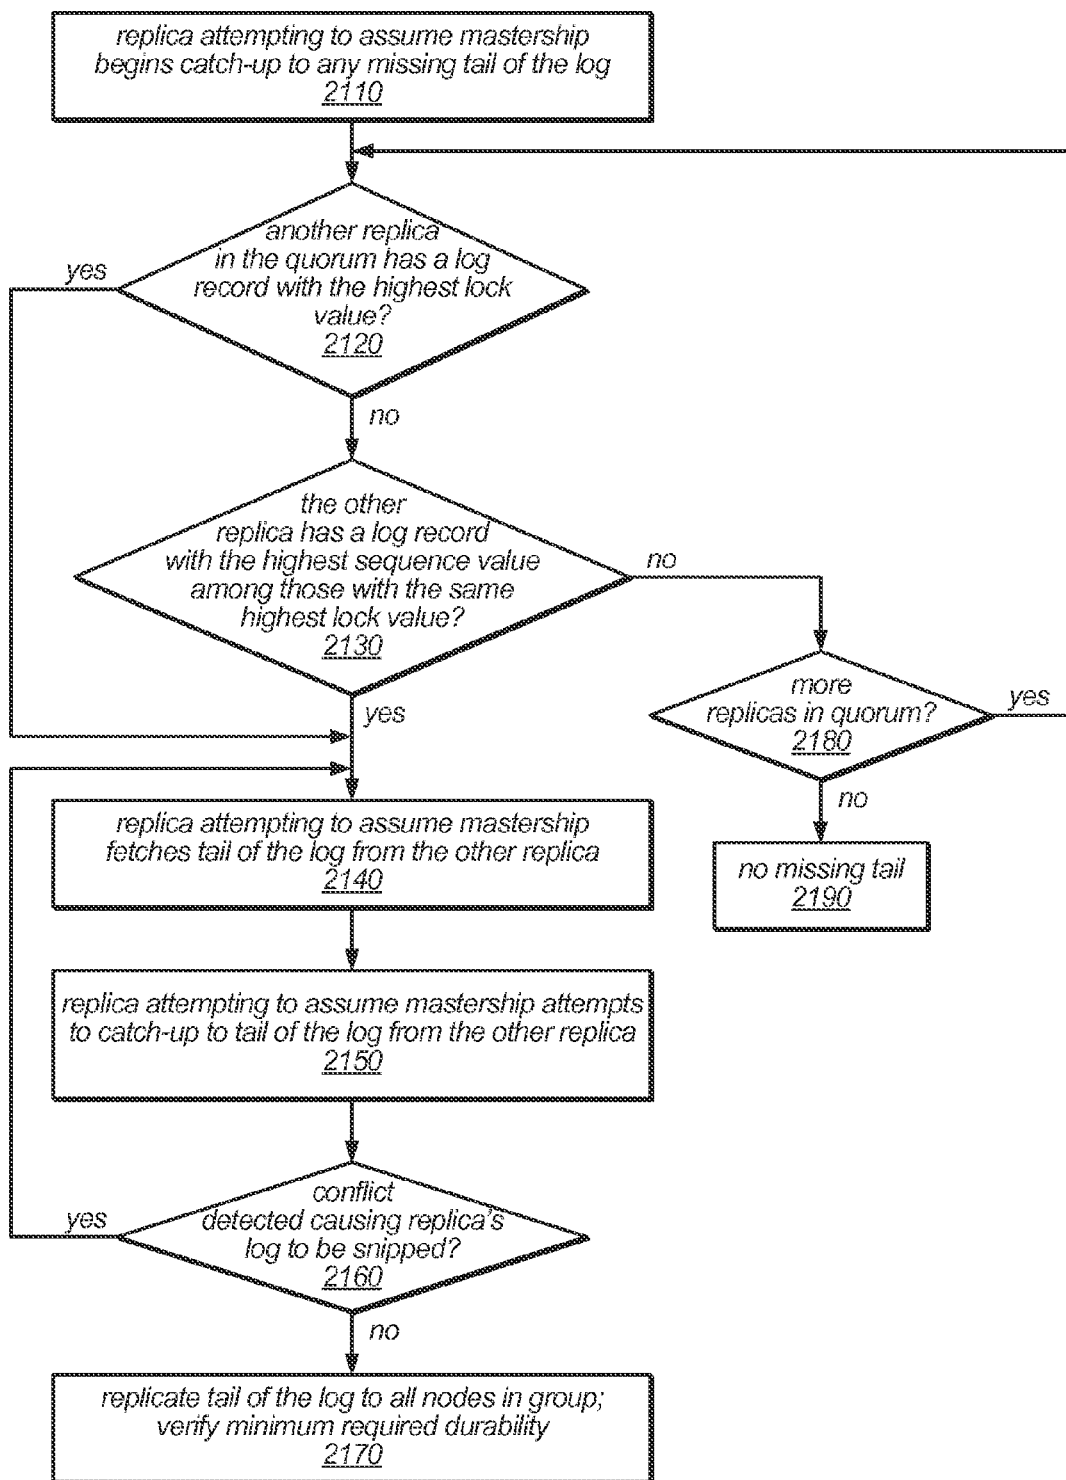 replica attempting to assume mastership
begins catch-up to any missing tail of the log
2110
another replica
in the quorum has a log
record with the highest lock
value?
2120
yes
no
the other
replica has a log record
with the highest sequence value
among those with the same
highest lock value?
2130
no
yes
more
replicas in quorum?
2180
yes
no
replica attempting to assume mastership
fetches tail of the log from the other replica
2140
no missing tail
2190
replica attempting to assume mastership attempts
to catch-up to tail of the log from the other replica
2150
conflict
detected causing replica's
log to be snipped?
2160
yes
no
replicate tail of the log to all nodes in group;
verify minimum required durability
2170